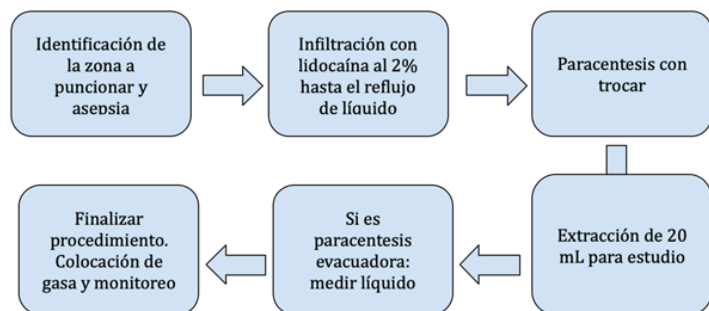 Identificación de
la zona a
puncionar y
asepsia
Infiltración con
lidocaína al 2%
hasta el reflujo
de líquido
Paracentesis con
trocar
Extracción de 20
mL para estudio
Si es
paracentesis
evacuadora:
medir líquido
Finalizar
procedimiento.
Colocación de
gasa y monitoreo